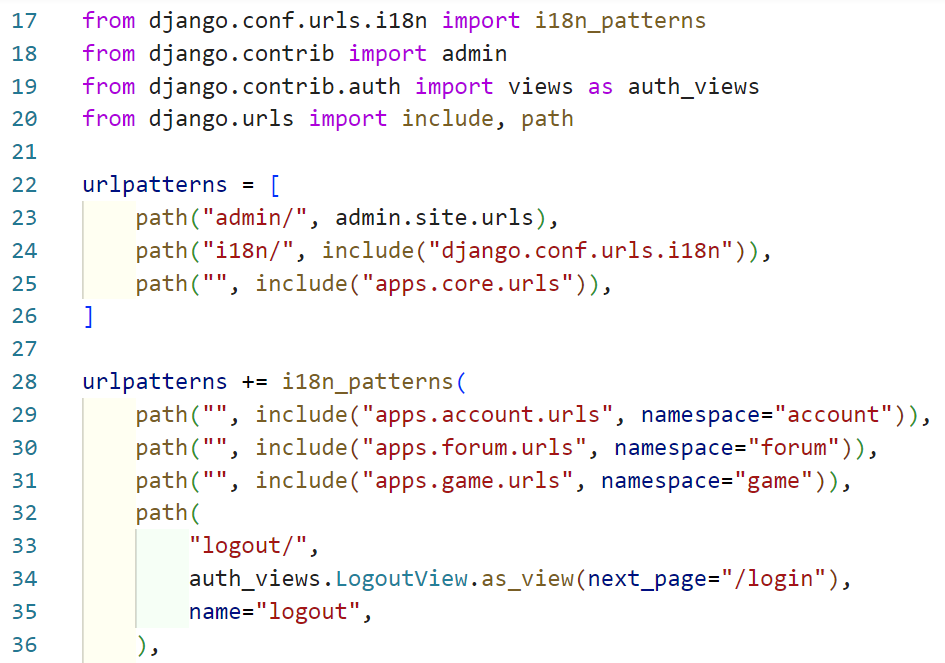 17 from django.conf.urls.i18n import i18n_patterns
18 from django.contrib import admin
19 from django.contrib.auth import views as auth_views
20 from django.urls import include, path
21
22 urlpatterns = [
23     path("admin/", admin.site.urls),
24     path("i18n/", include("django.conf.urls.i18n")),
25     path("", include("apps.core.urls")),
26 ]
27
28 urlpatterns += i18n_patterns(
29     path("", include("apps.account.urls", namespace="account")),
30     path("", include("apps.forum.urls", namespace="forum")),
31     path("", include("apps.game.urls", namespace="game")),
32     path(
33         "logout/",
34         auth_views.LogoutView.as_view(next_page="/login"),
35         name="logout",
36     ),